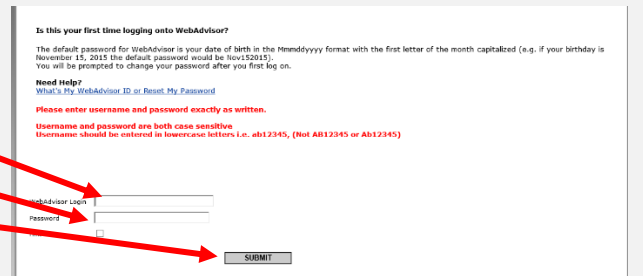 Is this your first time logging onto WebAdvisor?
The default password for WebAdvisor is your date of birth in the Mmmddyyyy format with the first letter of the month capitalized (e.g. if your birthday is
November 15, 2015 the default password would be Nov152015).
You will be prompted to change your password after you first log on.
Need Help?
What's My WebAdvisor ID or Reset My Password
Please enter username and password exactly as written.
Username and password are both case sensitive
Username should be entered in lowercase letters i.e. ab12345, (Not AB12345 or Ab12345)
WebAdvisor Login
Password
SUBMIT